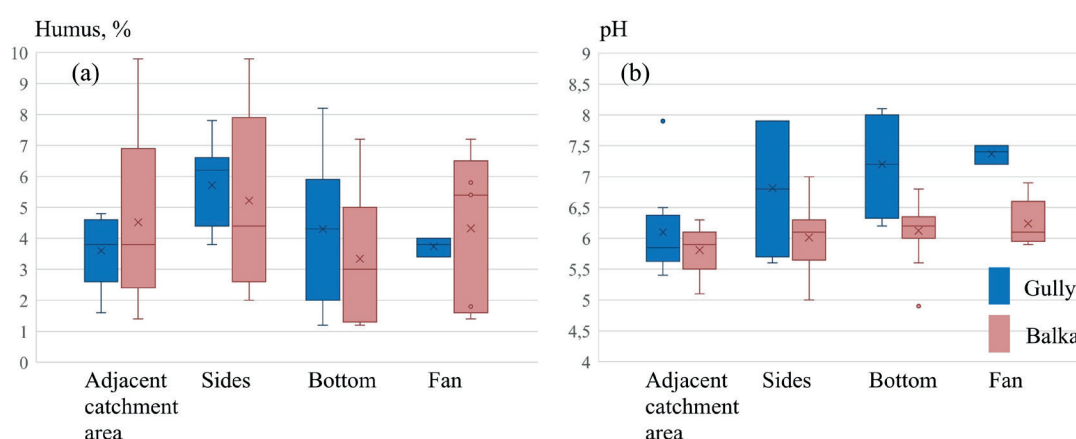 Humus, %
(a)
10
9
8
7
6
5
4
3
2
1
0
Adjacent
catchment
area
Sides
Bottom
Fan
pH
(b)
9
8,5
8
7,5
7
6,5
6
5,5
5
4,5
4
Adjacent
catchment
area
Sides
Bottom
Fan
Gully
Balka